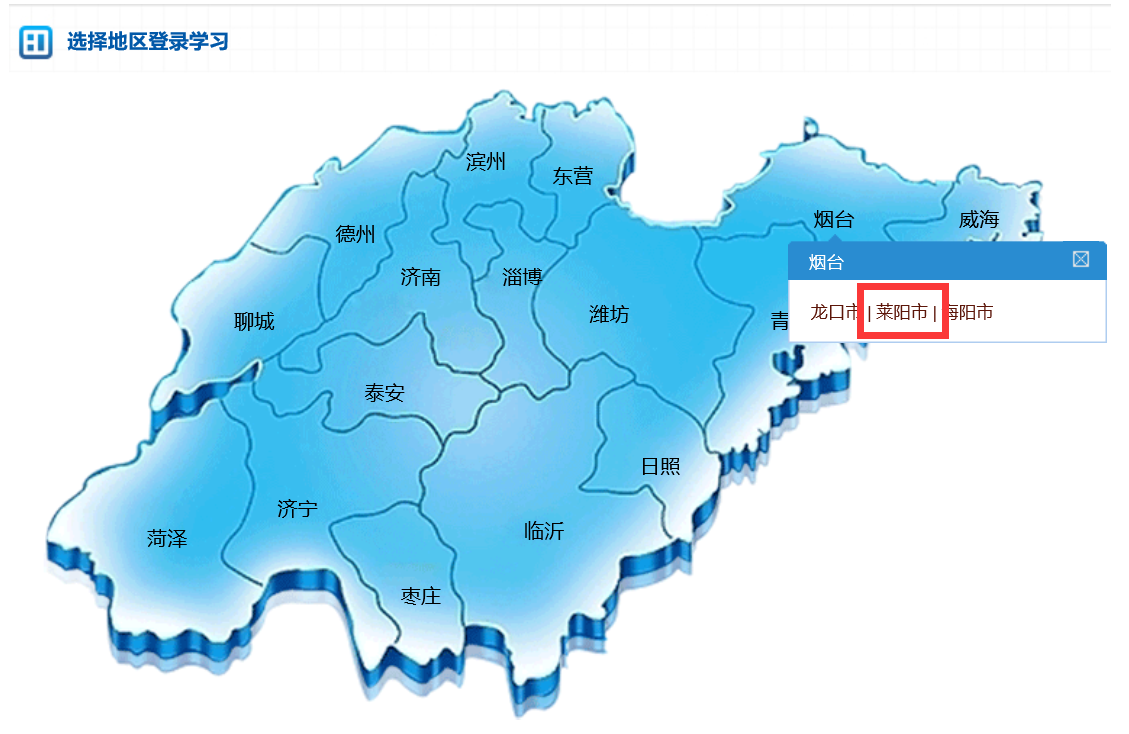 选择地区登录学习
滨州
东营
烟台
威海
德州
济南
淄博
烟台
龙口市 | 莱阳市 | 海阳市
潍坊
聊城
青
泰安
日照
济宁
临沂
菏泽
枣庄